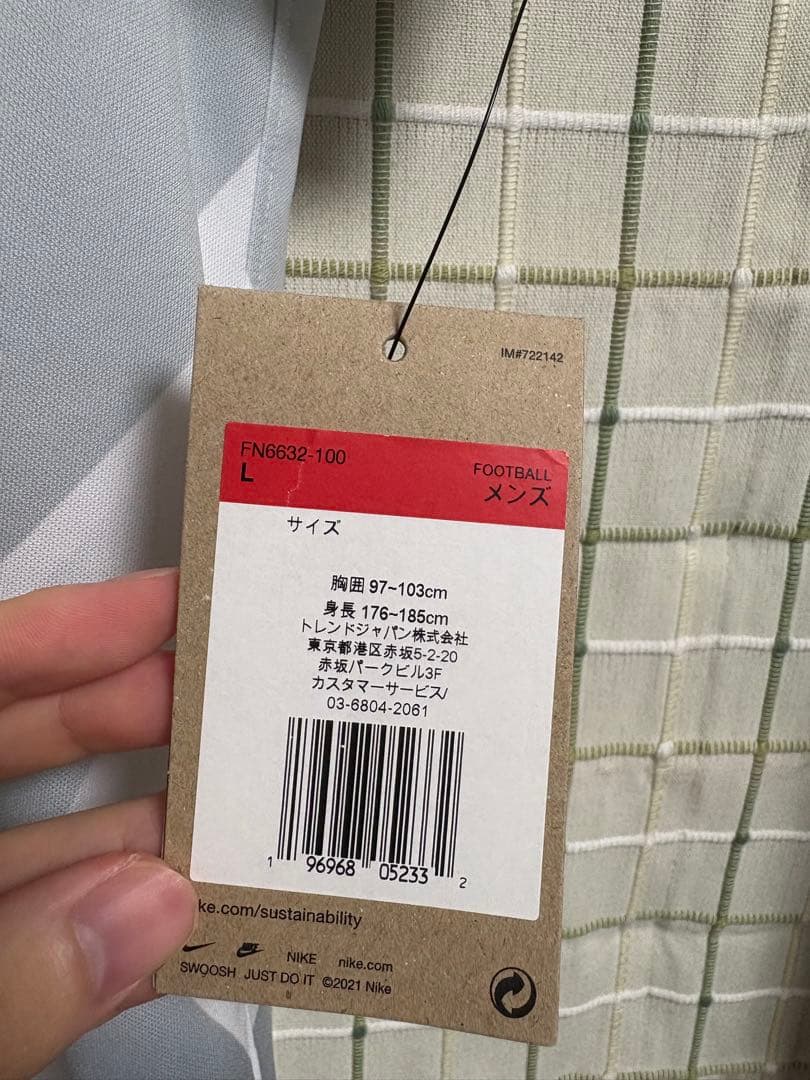 IM#722142
FN6632-100
L
FOOTBALL
メンズ
サイズ
胸囲 97~103cm
身長 176~185cm
トレンドジャパン株式会社
東京都港区赤坂5-2-20
赤坂パークビル3F
カスタマーサービス/
03-6804-2061
1 96968 05233 2
ke.com/sustainability
NIKE nike.com
SWOOSH JUST DO IT ©2021 Nike